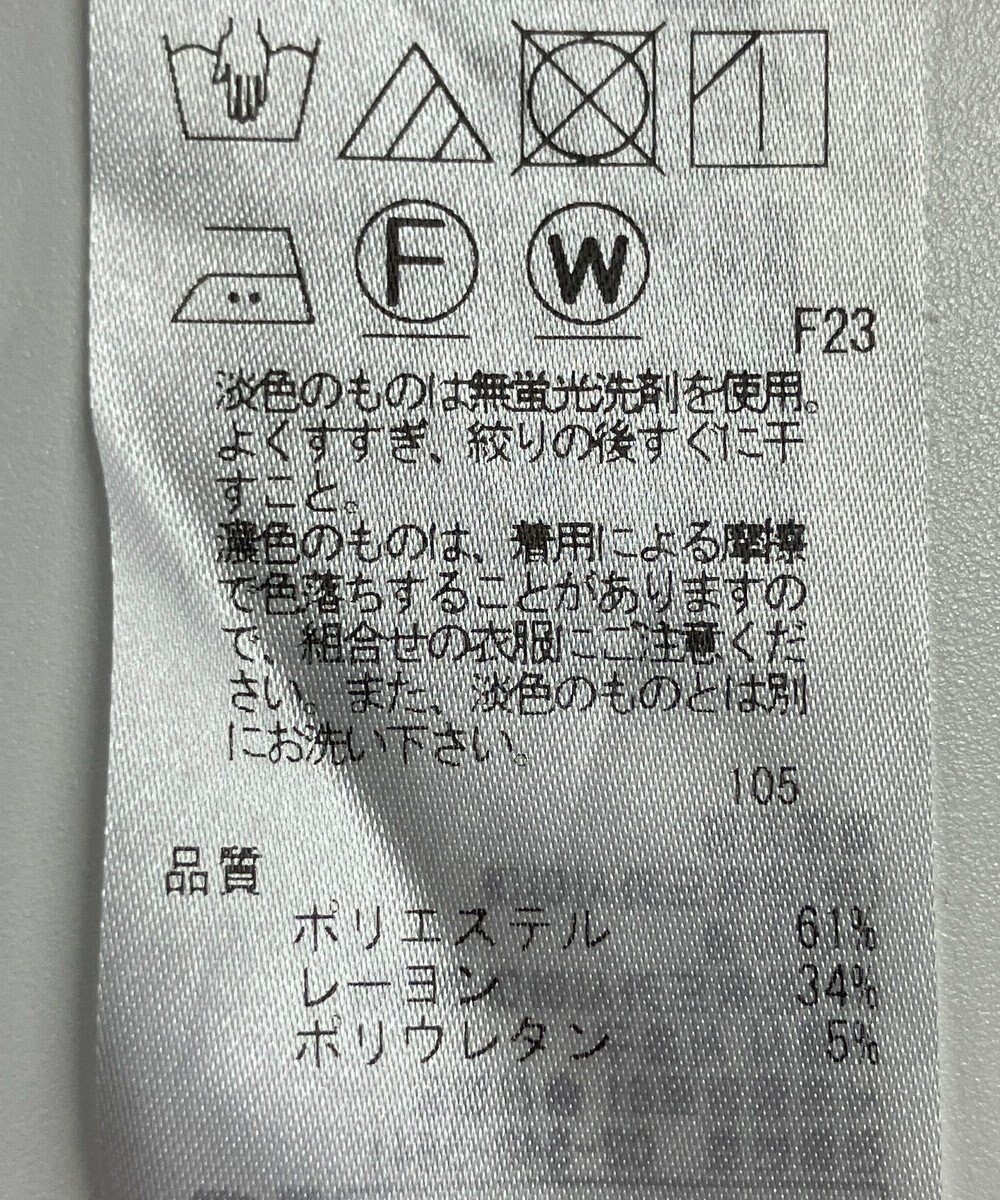 F W
F23
淡色のものは無蛍光洗剤を使用。
よくすすぎ、絞りの後すぐに干
すこと。
濃色のものは、着用による摩擦
で色落ちすることがありますの
で、組合せの衣服にご注意くだ
さい。また、淡色のものとは別
にお洗い下さい。
105
品質
ポリエステル 61%
レーヨン 34%
ポリウレタン 5%